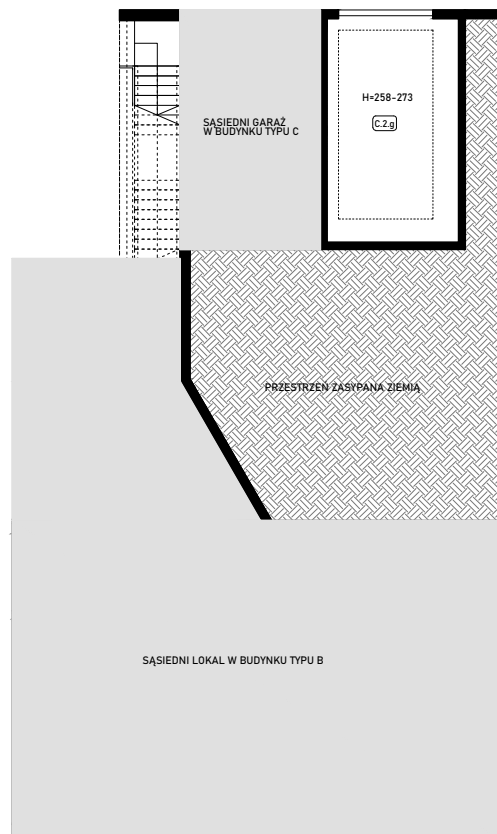 H=258-273
C.2.g
SĄSIEDNI GARAŻ
W BUDYNKU TYPU C
PRZESTRZEŃ ZASYPANA ZIEMIĄ
SĄSIEDNI LOKAL W BUDYNKU TYPU B